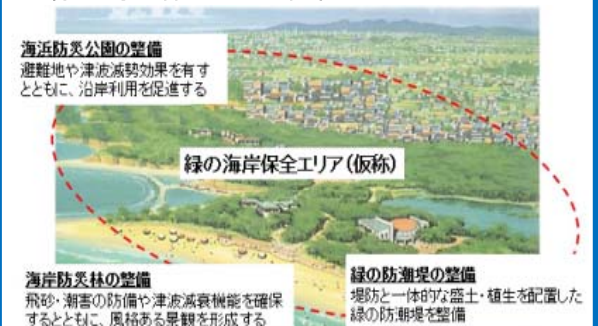 海浜防災公園の整備
避難地や津波減勢効果を有す
とともに、沿岸利用を促進する
緑の海岸保全エリア(仮称)
海岸防災林の整備
飛砂・潮害の防備や津波減衰機能を確保
するとともに、風格ある景観を形成する
緑の防潮堤の整備
堤防と一体的な盛土・植生を配置した
緑の防潮堤を整備